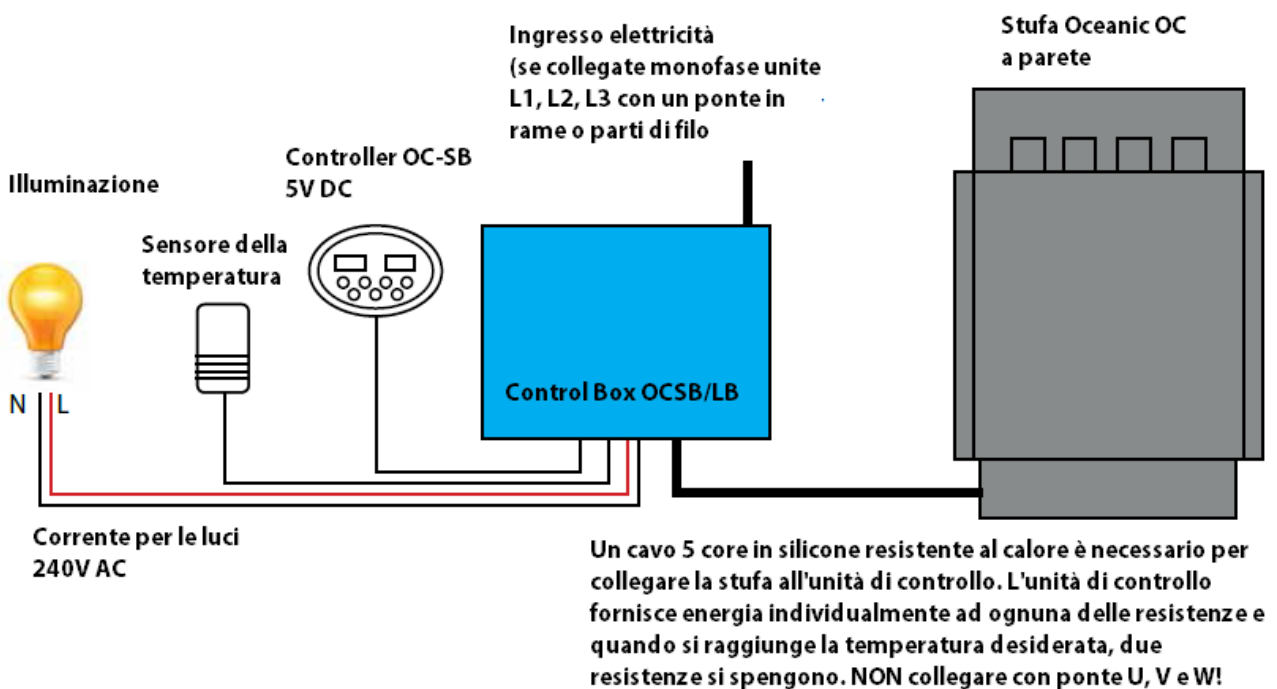 Ingresso elettricità
(se collegate monofase unite
L1, L2, L3 con un ponte in
rame o parti di filo
Stufa Oceanic OC
a parete
Controller OC-SB
5V DC
Illuminazione
Sensore della
temperatura
N L
Control Box OCSB/LB
Corrente per le luci
240V AC
Un cavo 5 core in silicone resistente al calore è necessario per
collegare la stufa all'unità di controllo. L'unità di controllo
fornisce energia individualmente ad ognuna delle resistenze e
quando si raggiunge la temperatura desiderata, due
resistenze si spengono. NON collegare con ponte U, V e W!